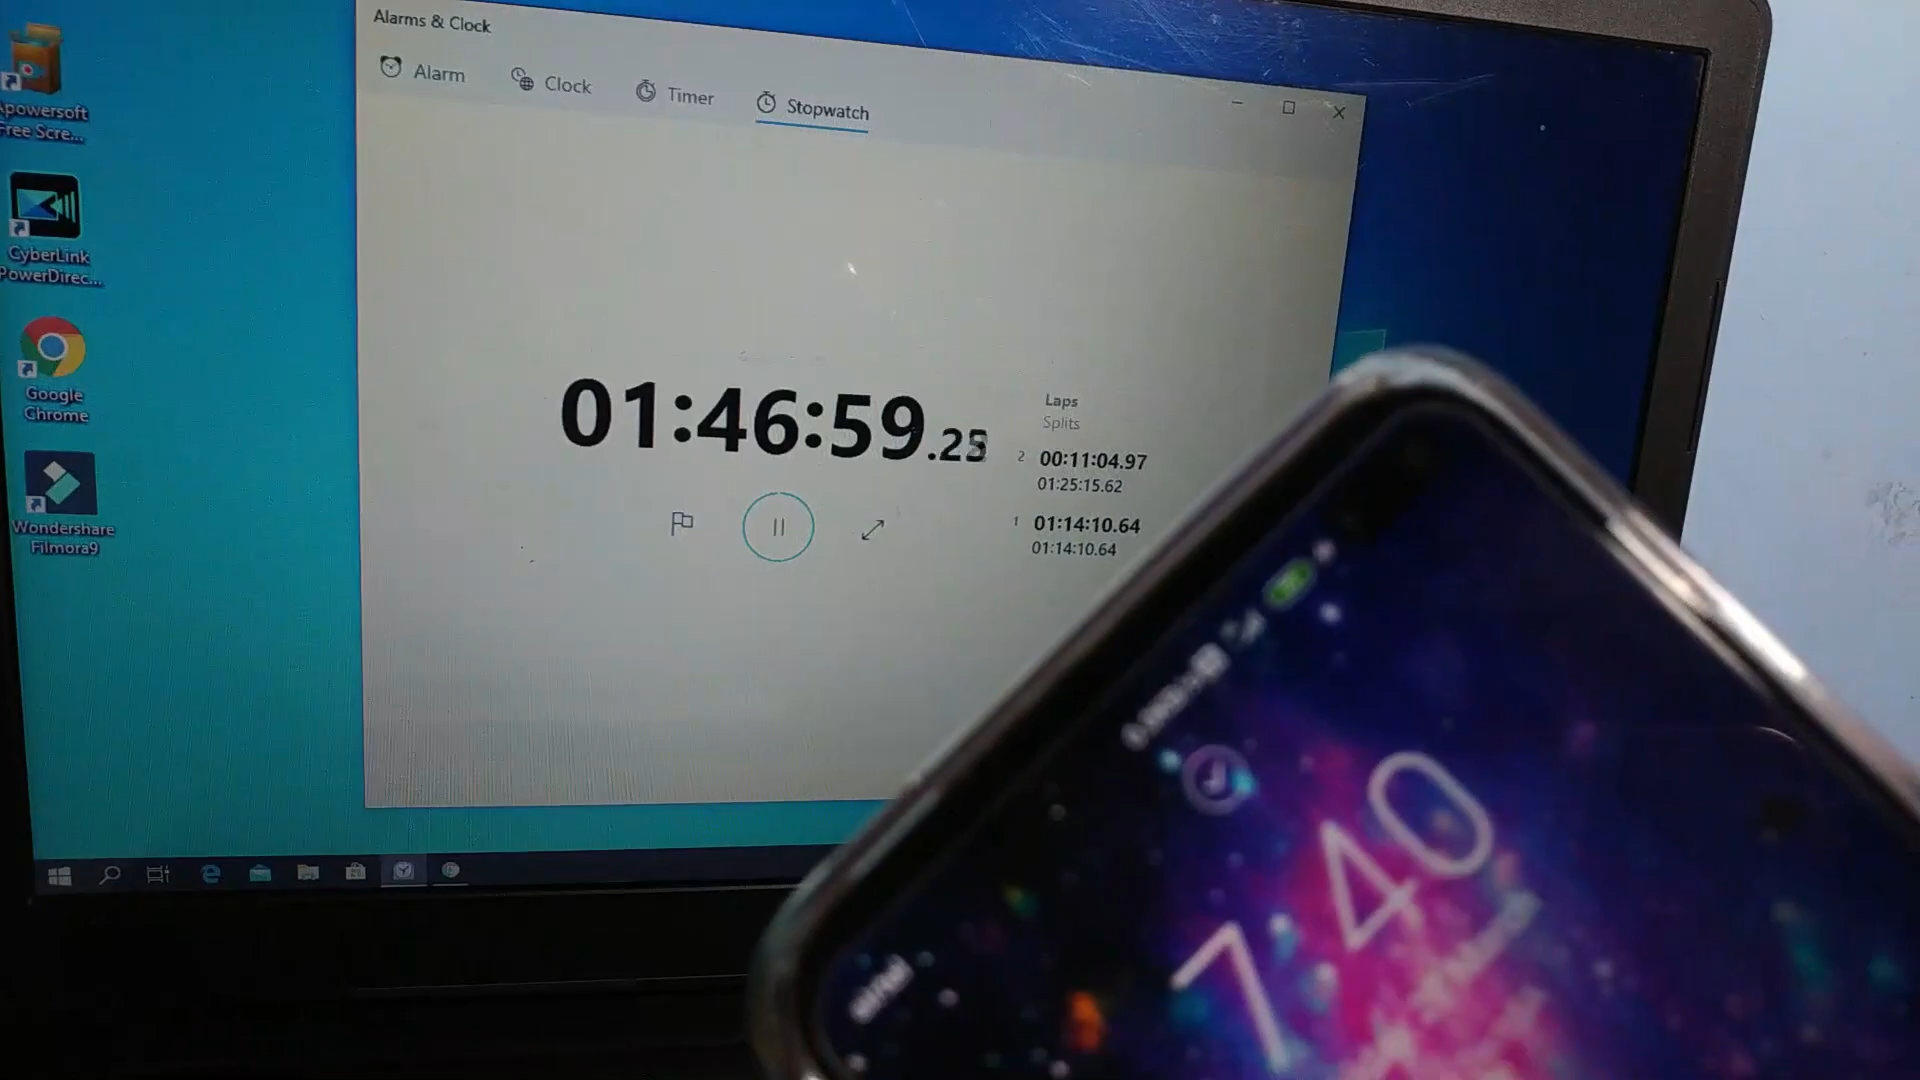 Alarms & Clock
Alarm
Clock
Timer
Stopwatch
Apowersoft
Free Scre...
CyberLink
PowerDirec...
Google
Chrome
Wondershare
Filmora9
01:46:59
Laps
Splits
2 00:11:04.97
01:25:15.62
1 01:14:10.64
01:14:10.64
airtel
7 40